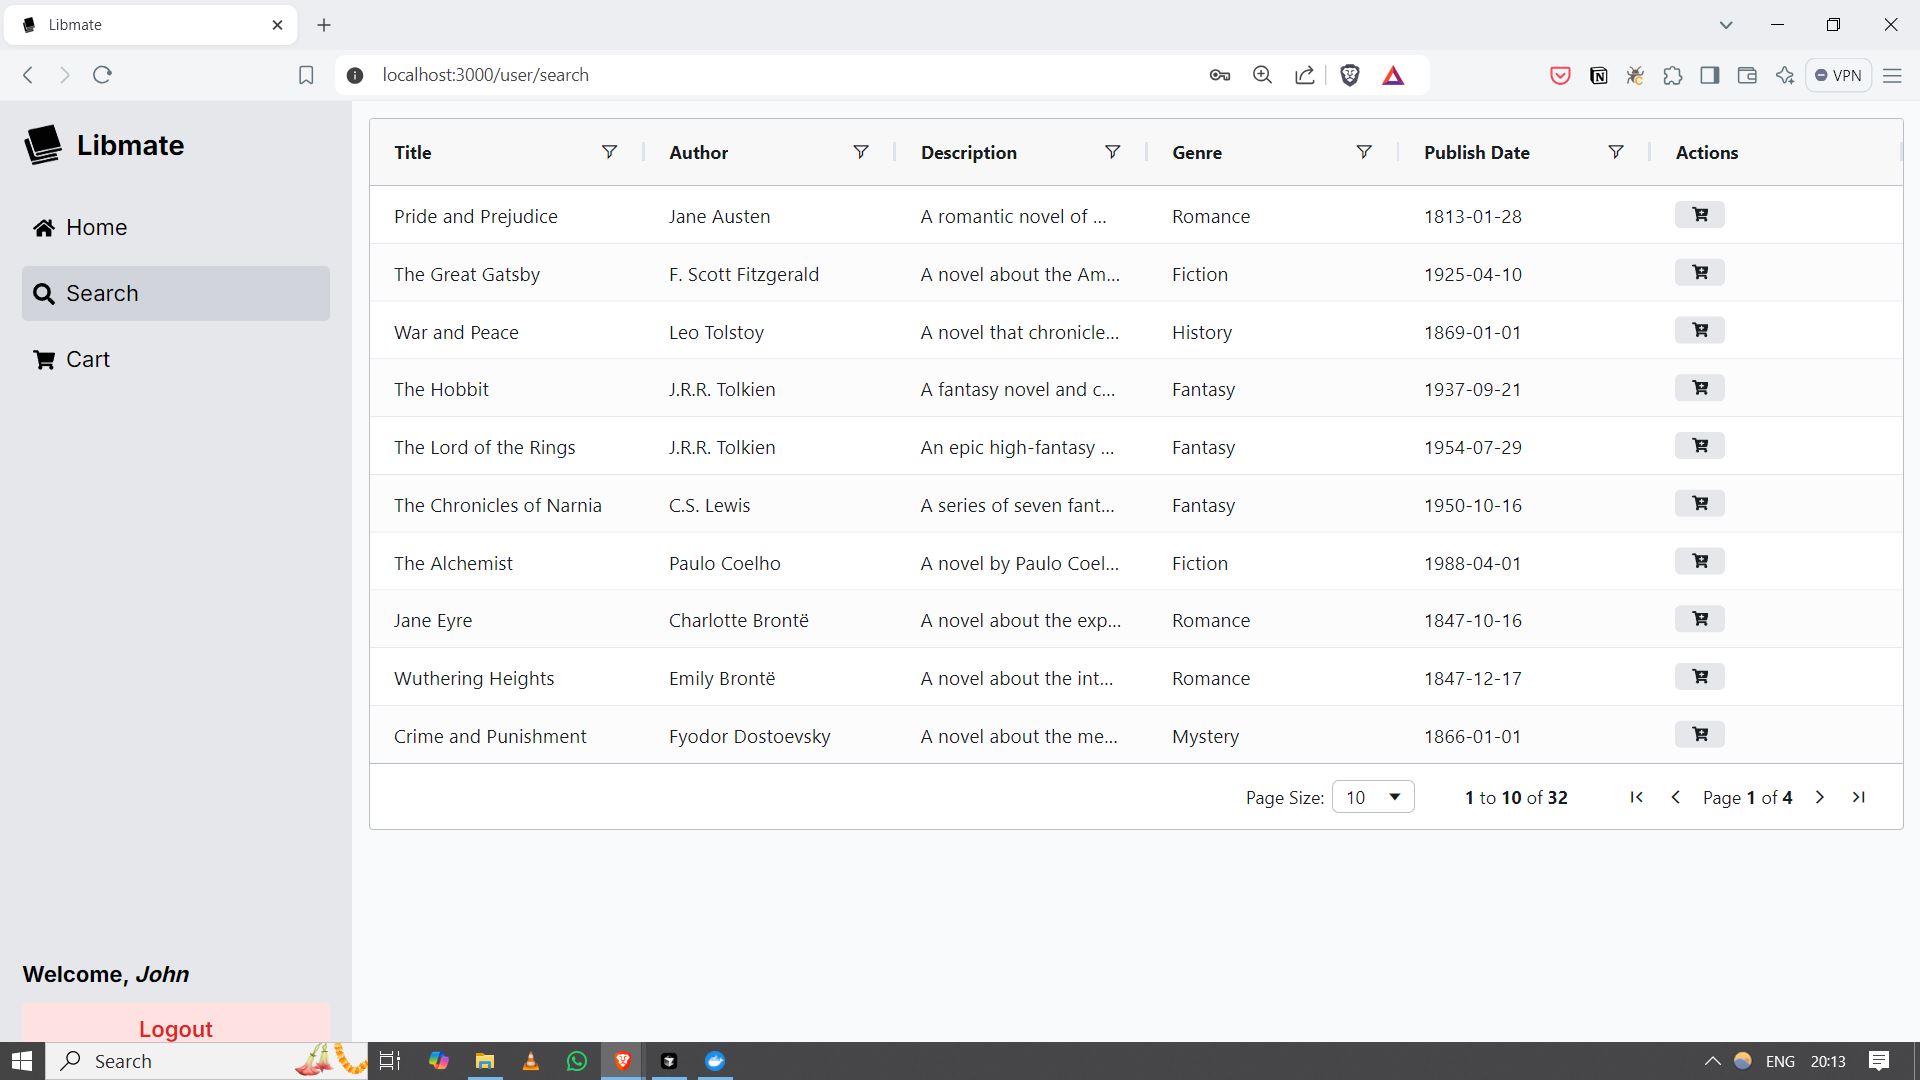 Libmate
localhost:3000/user/search
VPN
Libmate
Home
Search
Cart
Welcome, John
Logout
Title Author Description Genre Publish Date Actions
Pride and Prejudice Jane Austen A romantic novel of ... Romance 1813-01-28
The Great Gatsby F. Scott Fitzgerald A novel about the Am... Fiction 1925-04-10
War and Peace Leo Tolstoy A novel that chronicle... History 1869-01-01
The Hobbit J.R.R. Tolkien A fantasy novel and c... Fantasy 1937-09-21
The Lord of the Rings J.R.R. Tolkien An epic high-fantasy ... Fantasy 1954-07-29
The Chronicles of Narnia C.S. Lewis A series of seven fant... Fantasy 1950-10-16
The Alchemist Paulo Coelho A novel by Paulo Coel... Fiction 1988-04-01
Jane Eyre Charlotte Brontë A novel about the exp... Romance 1847-10-16
Wuthering Heights Emily Brontë A novel about the int... Romance 1847-12-17
Crime and Punishment Fyodor Dostoevsky A novel about the me... Mystery 1866-01-01
Page Size: 10 1 to 10 of 32 Page 1 of 4
Search ENG 20:13